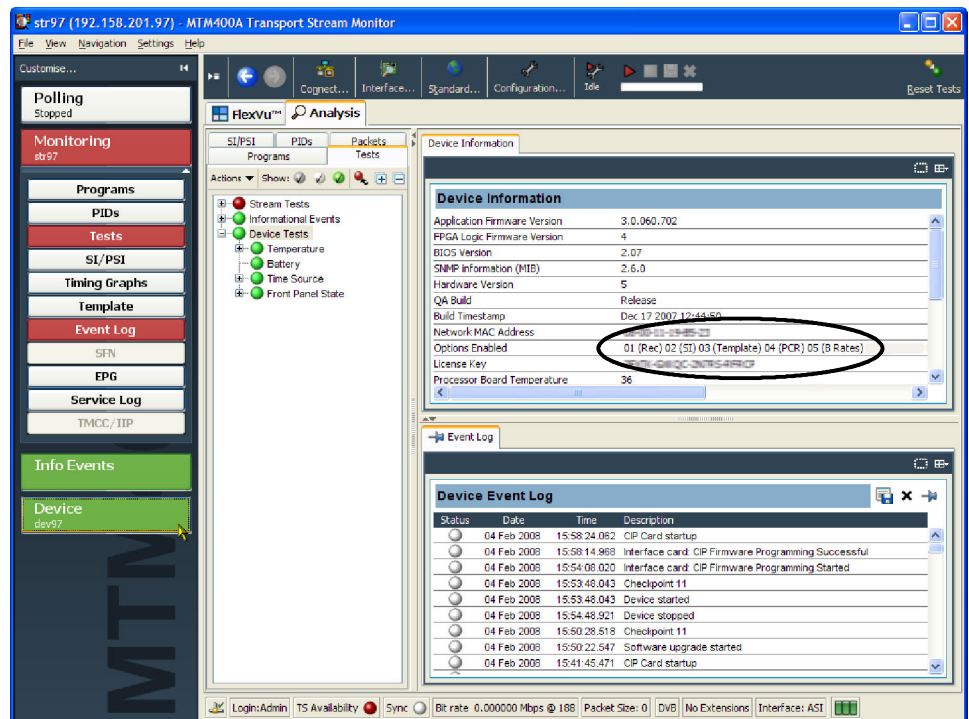 str97 (192.158.201.97) - MTM400A Transport Stream Monitor
File View Navigation Settings Help
Customise...
Connect... Interface... Standard... Configuration... Idle Reset Tests
Polling
Stopped
FlexVu™ Analysis
Monitoring
str97
SI/PSI PIDs Packets
Programs Tests
Actions Show:
Programs
PIDs
Tests
SI/PSI
Timing Graphs
Template
Event Log
SFN
EPG
Service Log
TMCC/IIP
Info Events
Device
dev97
MTM
Stream Tests
Informational Events
Device Tests
Temperature
Battery
Time Source
Front Panel State
Device Information
Device Information
Application Firmware Version 3.0.060.702
FPGA Logic Firmware Version 4
BIOS Version 2.07
SNMP Information (MIB) 2.6.0
Hardware Version 5
QA Build Release
Build Timestamp Dec 17 2007 12:44:50
Network MAC Address
Options Enabled 01 (Rec) 02 (SI) 03 (Template) 04 (PCR) 05 (B Rates)
License Key
Processor Board Temperature 36
Event Log
Device Event Log
Status Date Time Description
04 Feb 2008 15:58:24.062 CIP Card startup
04 Feb 2008 15:58:14.968 Interface card: CIP Firmware Programming Successful
04 Feb 2008 15:54:08.020 Interface card: CIP Firmware Programming Started
04 Feb 2008 15:53:48.043 Checkpoint 11
04 Feb 2008 15:53:48.043 Device started
04 Feb 2008 15:54:48.921 Device stopped
04 Feb 2008 15:50:28.518 Checkpoint 11
04 Feb 2008 15:50:22.547 Software upgrade started
04 Feb 2008 15:41:45.471 CIP Card startup
Login:Admin TS Availability Sync Bit rate 0.000000 Mbps @ 188 Packet Size: 0 DVB No Extensions Interface: ASI